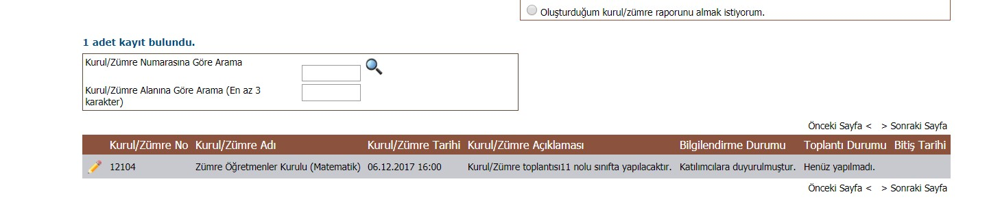 Oluşturduğum kurul/zümre raporunu almak istiyorum.
1 adet kayıt bulundu.
Kurul/Zümre Numarasına Göre Arama
Kurul/Zümre Alanına Göre Arama (En az 3
karakter)
Önceki Sayfa < > Sonraki Sayfa
Kurul/Zümre No Kurul/Zümre Adı Kurul/Zümre Tarihi Kurul/Zümre Açıklaması Bilgilendirme Durumu Toplantı Durumu Bitiş Tarihi
12104 Zümre Öğretmenler Kurulu (Matematik) 06.12.2017 16:00 Kurul/Zümre toplantısı11 nolu sınıfta yapılacaktır. Katılımcılara duyurulmuştur. Henüz yapılmadı.
Önceki Sayfa < > Sonraki Sayfa